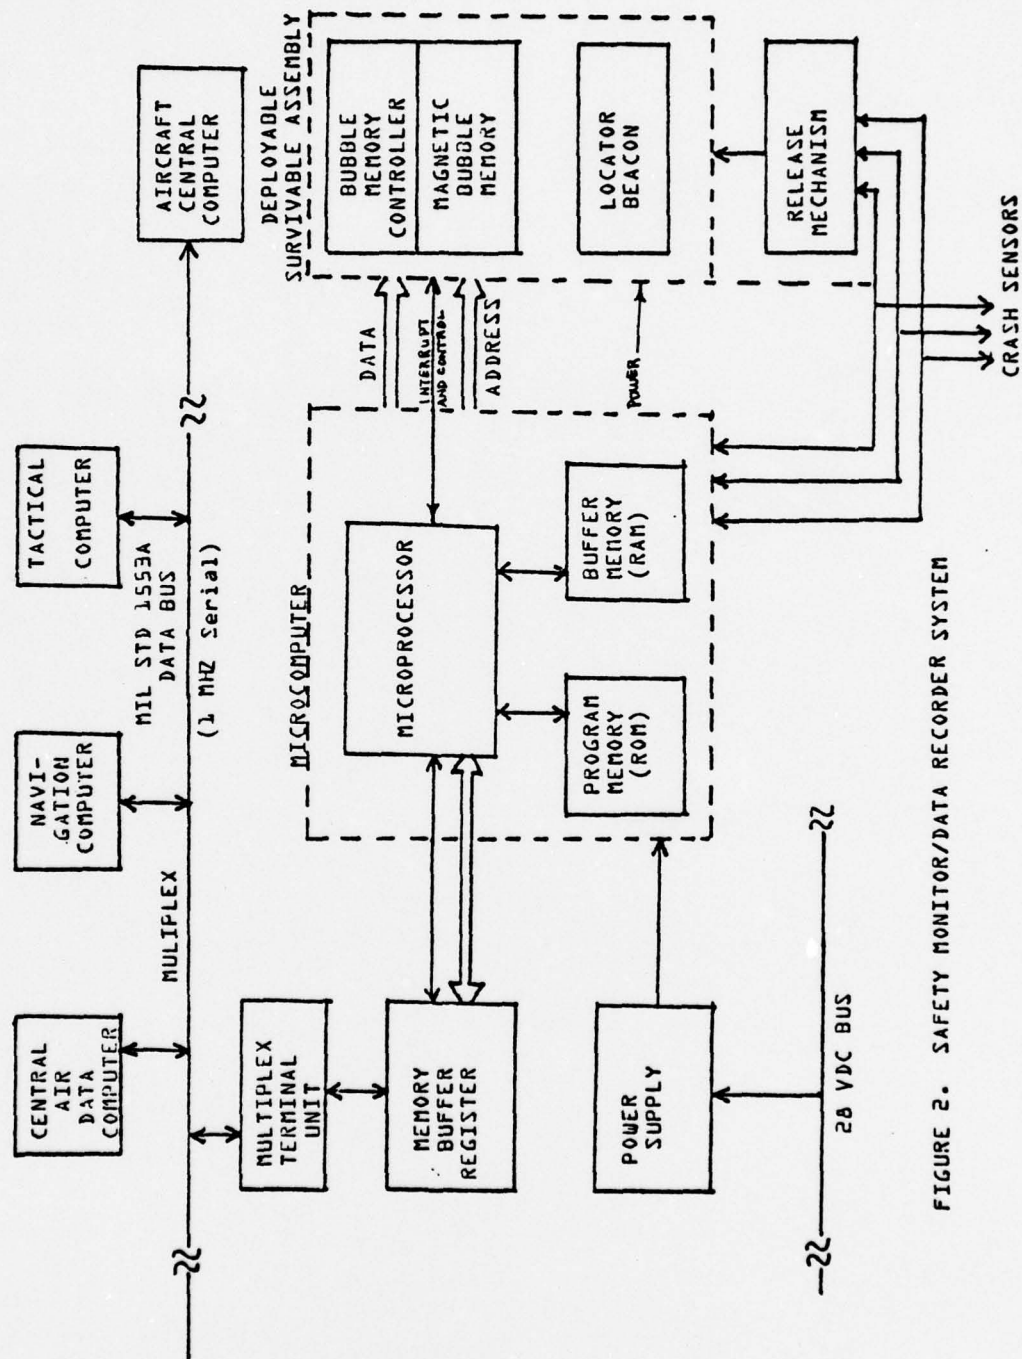 CENTRAL
AIR
DATA
COMPUTER
NAVI-
GATION
COMPUTER
TACTICAL
COMPUTER
AIRCRAFT
CENTRAL
COMPUTER
MULIPLEX
MIL STD 1553A
DATA BUS
(1 MHZ Serial)
MULTIPLEX
TERMINAL
UNIT
MEMORY
BUFFER
REGISTER
MICROCOMPUTER
MICROPROCESSOR
PROGRAM
MEMORY
(ROM)
BUFFER
MEMORY
(RAM)
DATA
INTERRUPT
AND CONTROL
ADDRESS
POWER
DEPLOYABLE
SURVIVABLE ASSEMBLY
BUBBLE
MEMORY
CONTROLLER
MAGNETIC
BUBBLE
MEMORY
LOCATOR
BEACON
RELEASE
MECHANISM
POWER
SUPPLY
28 VDC BUS
CRASH SENSORS
FIGURE 2. SAFETY MONITOR/DATA RECORDER SYSTEM